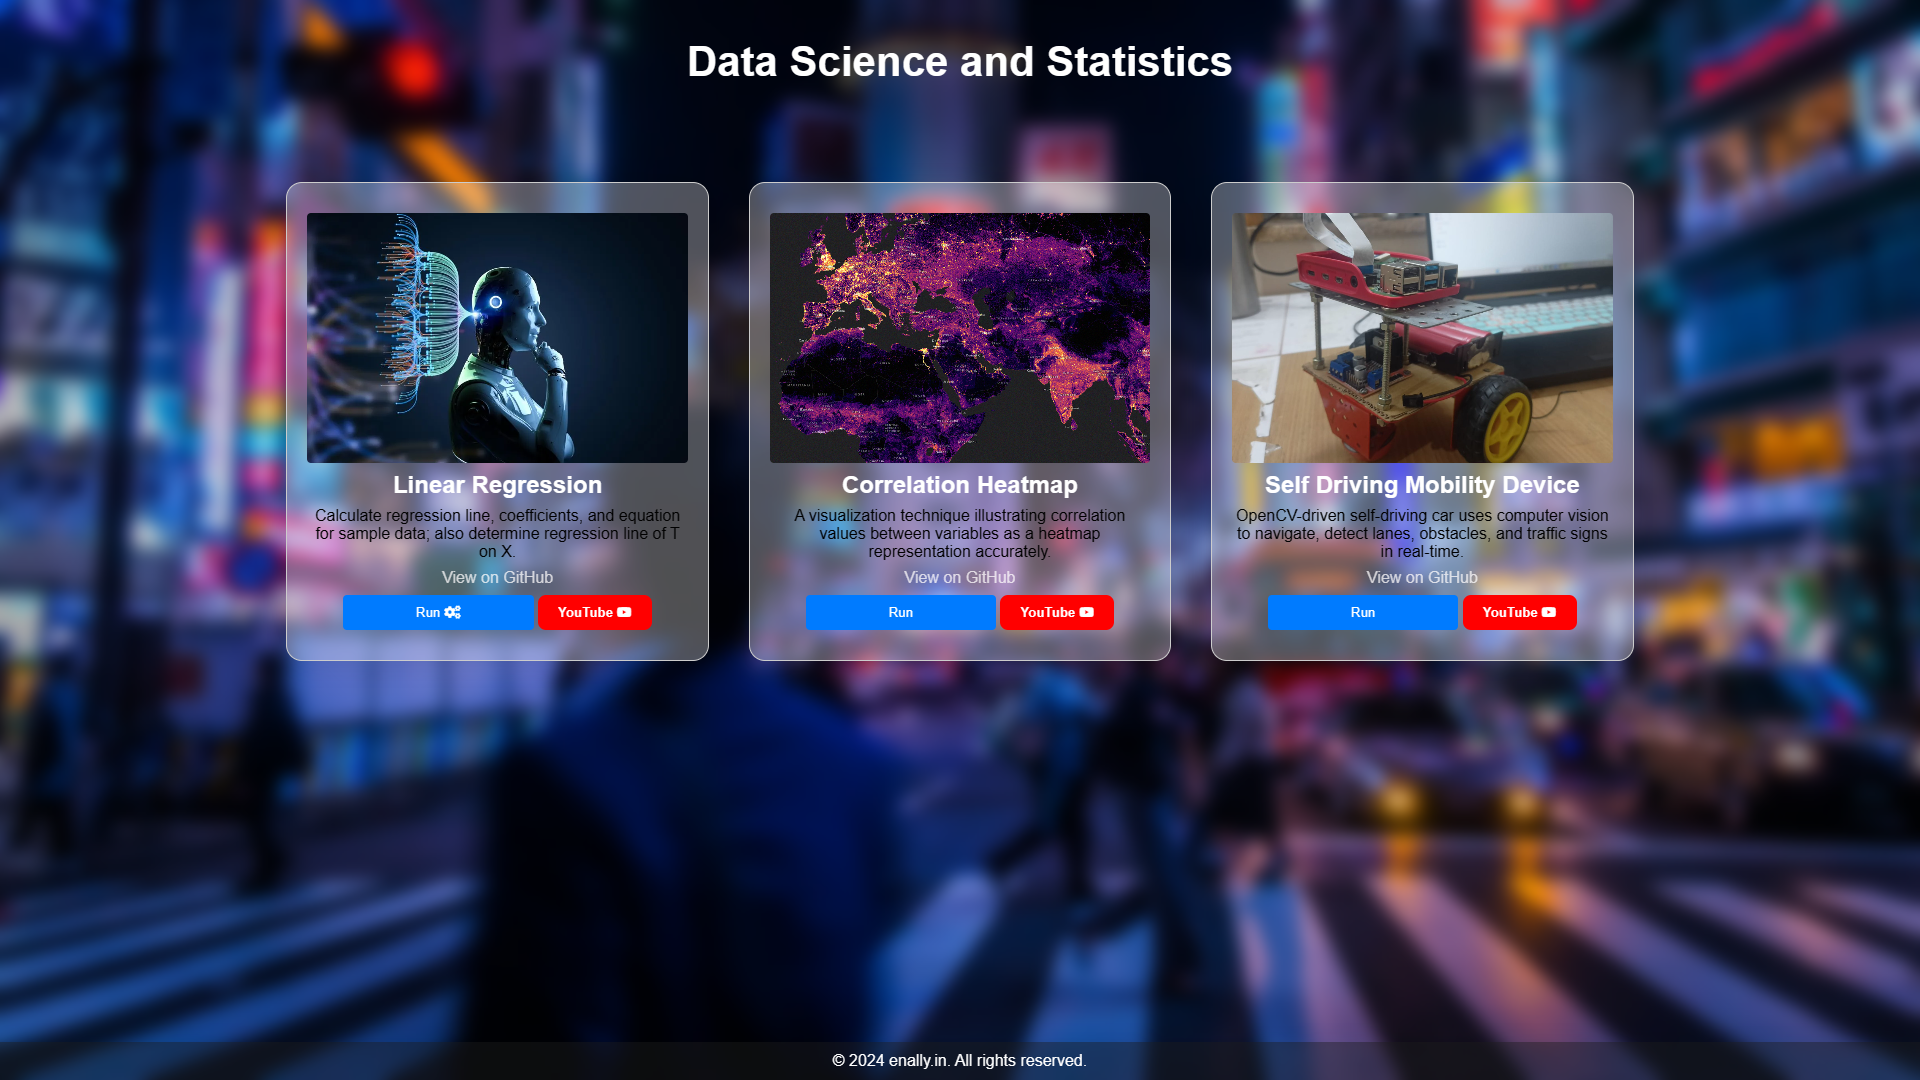 Data Science and Statistics
Linear Regression
Calculate regression line, coefficients, and equation
for sample data; also determine regression line of T
on X.
View on GitHub
Run
YouTube
Correlation Heatmap
A visualization technique illustrating correlation
values between variables as a heatmap
representation accurately.
View on GitHub
Run
YouTube
Self Driving Mobility Device
OpenCV-driven self-driving car uses computer vision
to navigate, detect lanes, obstacles, and traffic signs
in real-time.
View on GitHub
Run
YouTube
© 2024 enally.in. All rights reserved.